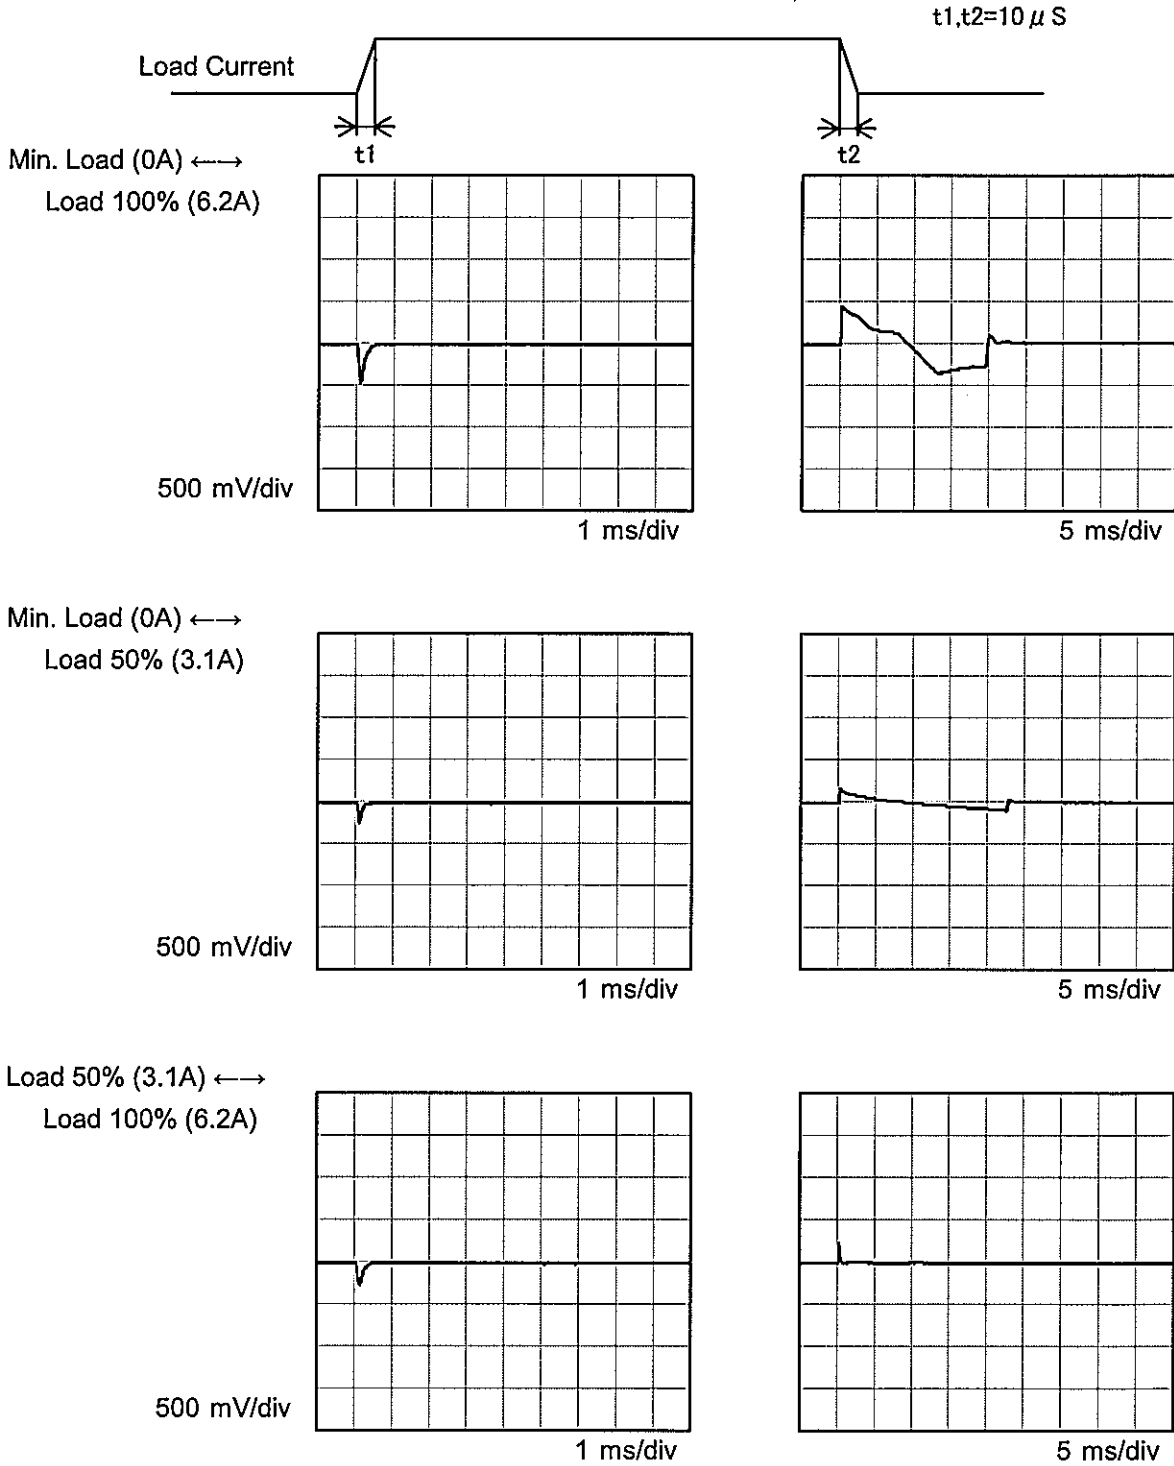 t1,t2=10 μ S
Load Current
t1
t2
Min. Load (0A) ←→
Load 100% (6.2A)
500 mV/div
1 ms/div
5 ms/div
Min. Load (0A) ←→
Load 50% (3.1A)
500 mV/div
1 ms/div
5 ms/div
Load 50% (3.1A) ←→
Load 100% (6.2A)
500 mV/div
1 ms/div
5 ms/div